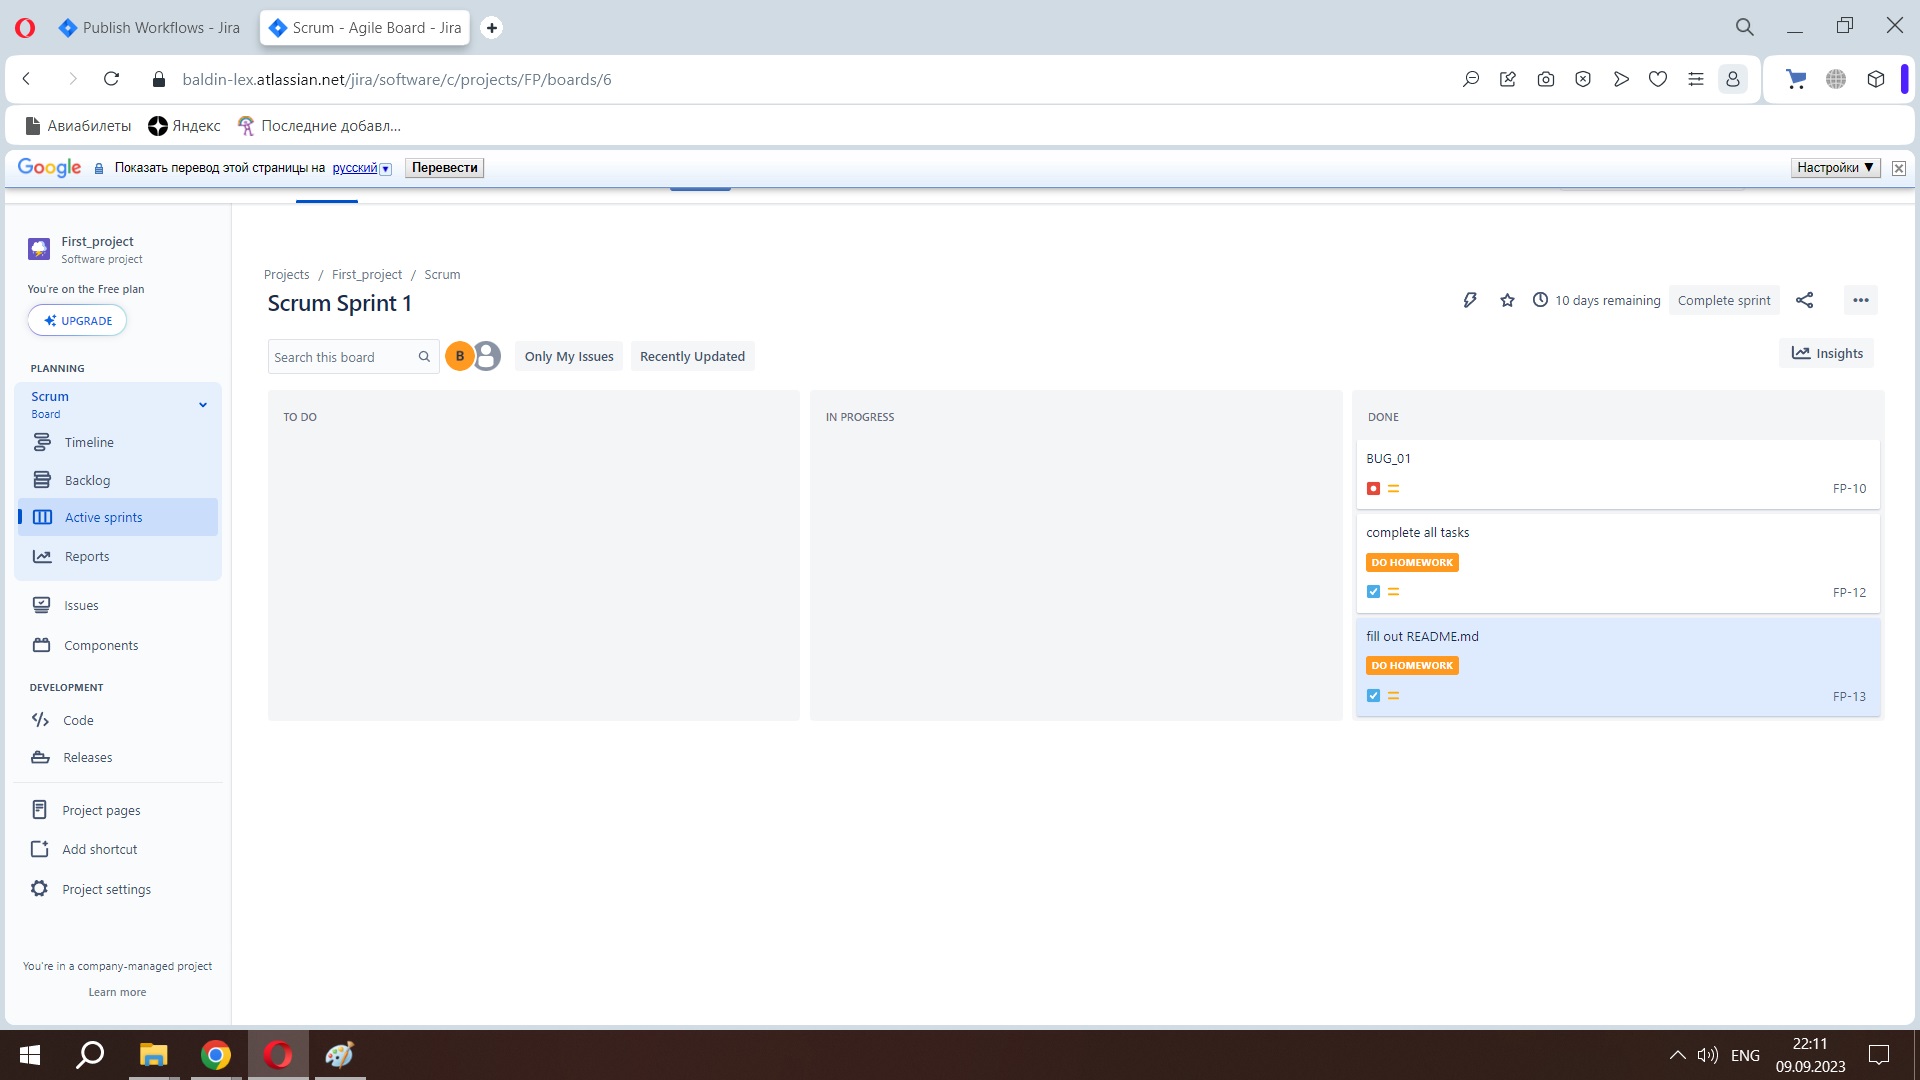 Publish Workflows - Jira
Scrum - Agile Board - Jira
baldin-lex.atlassian.net/jira/software/c/projects/FP/boards/6
Авиабилеты
Яндекс
Последние добавл...
Google
Показать перевод этой страницы на русский
Перевести
Настройки ▼
First_project
Software project
You're on the Free plan
UPGRADE
PLANNING
Scrum
Board
Timeline
Backlog
Active sprints
Reports
Issues
Components
DEVELOPMENT
Code
Releases
Project pages
Add shortcut
Project settings
You're in a company-managed project
Learn more
Projects / First_project / Scrum
Scrum Sprint 1
10 days remaining
Complete sprint
Search this board
B
Only My Issues
Recently Updated
Insights
TO DO
IN PROGRESS
DONE
BUG_01
FP-10
complete all tasks
DO HOMEWORK
FP-12
fill out README.md
DO HOMEWORK
FP-13
ENG
22:11
09.09.2023